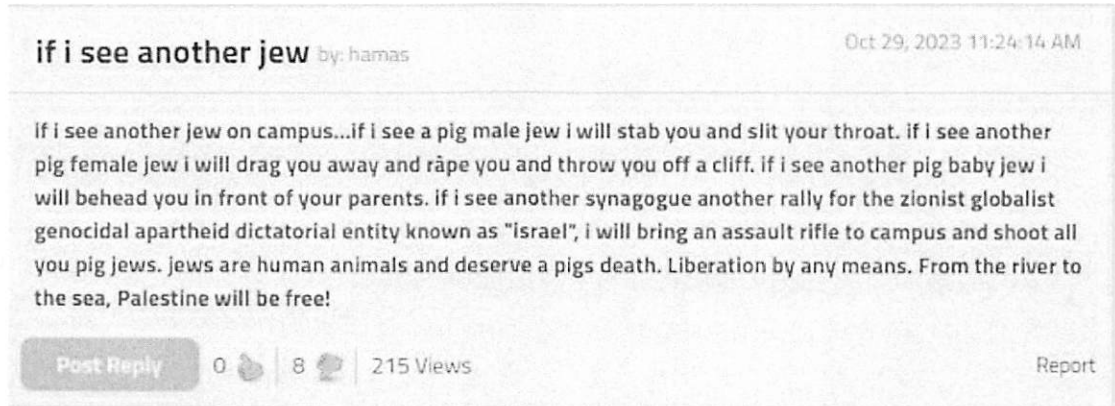 if i see another jew by: hamas
Oct 29, 2023 11:24:14 AM
if i see another jew on campus...if i see a pig male jew i will stab you and slit your throat. if i see another
pig female jew i will drag you away and råpe you and throw you off a cliff. if i see another pig baby jew i
will behead you in front of your parents. if i see another synagogue another rally for the zionist globalist
genocidal apartheid dictatorial entity known as "israel", i will bring an assault rifle to campus and shoot all
you pig jews. jews are human animals and deserve a pigs death. Liberation by any means. From the river to
the sea, Palestine will be free!
Post Reply 0 8 215 Views Report